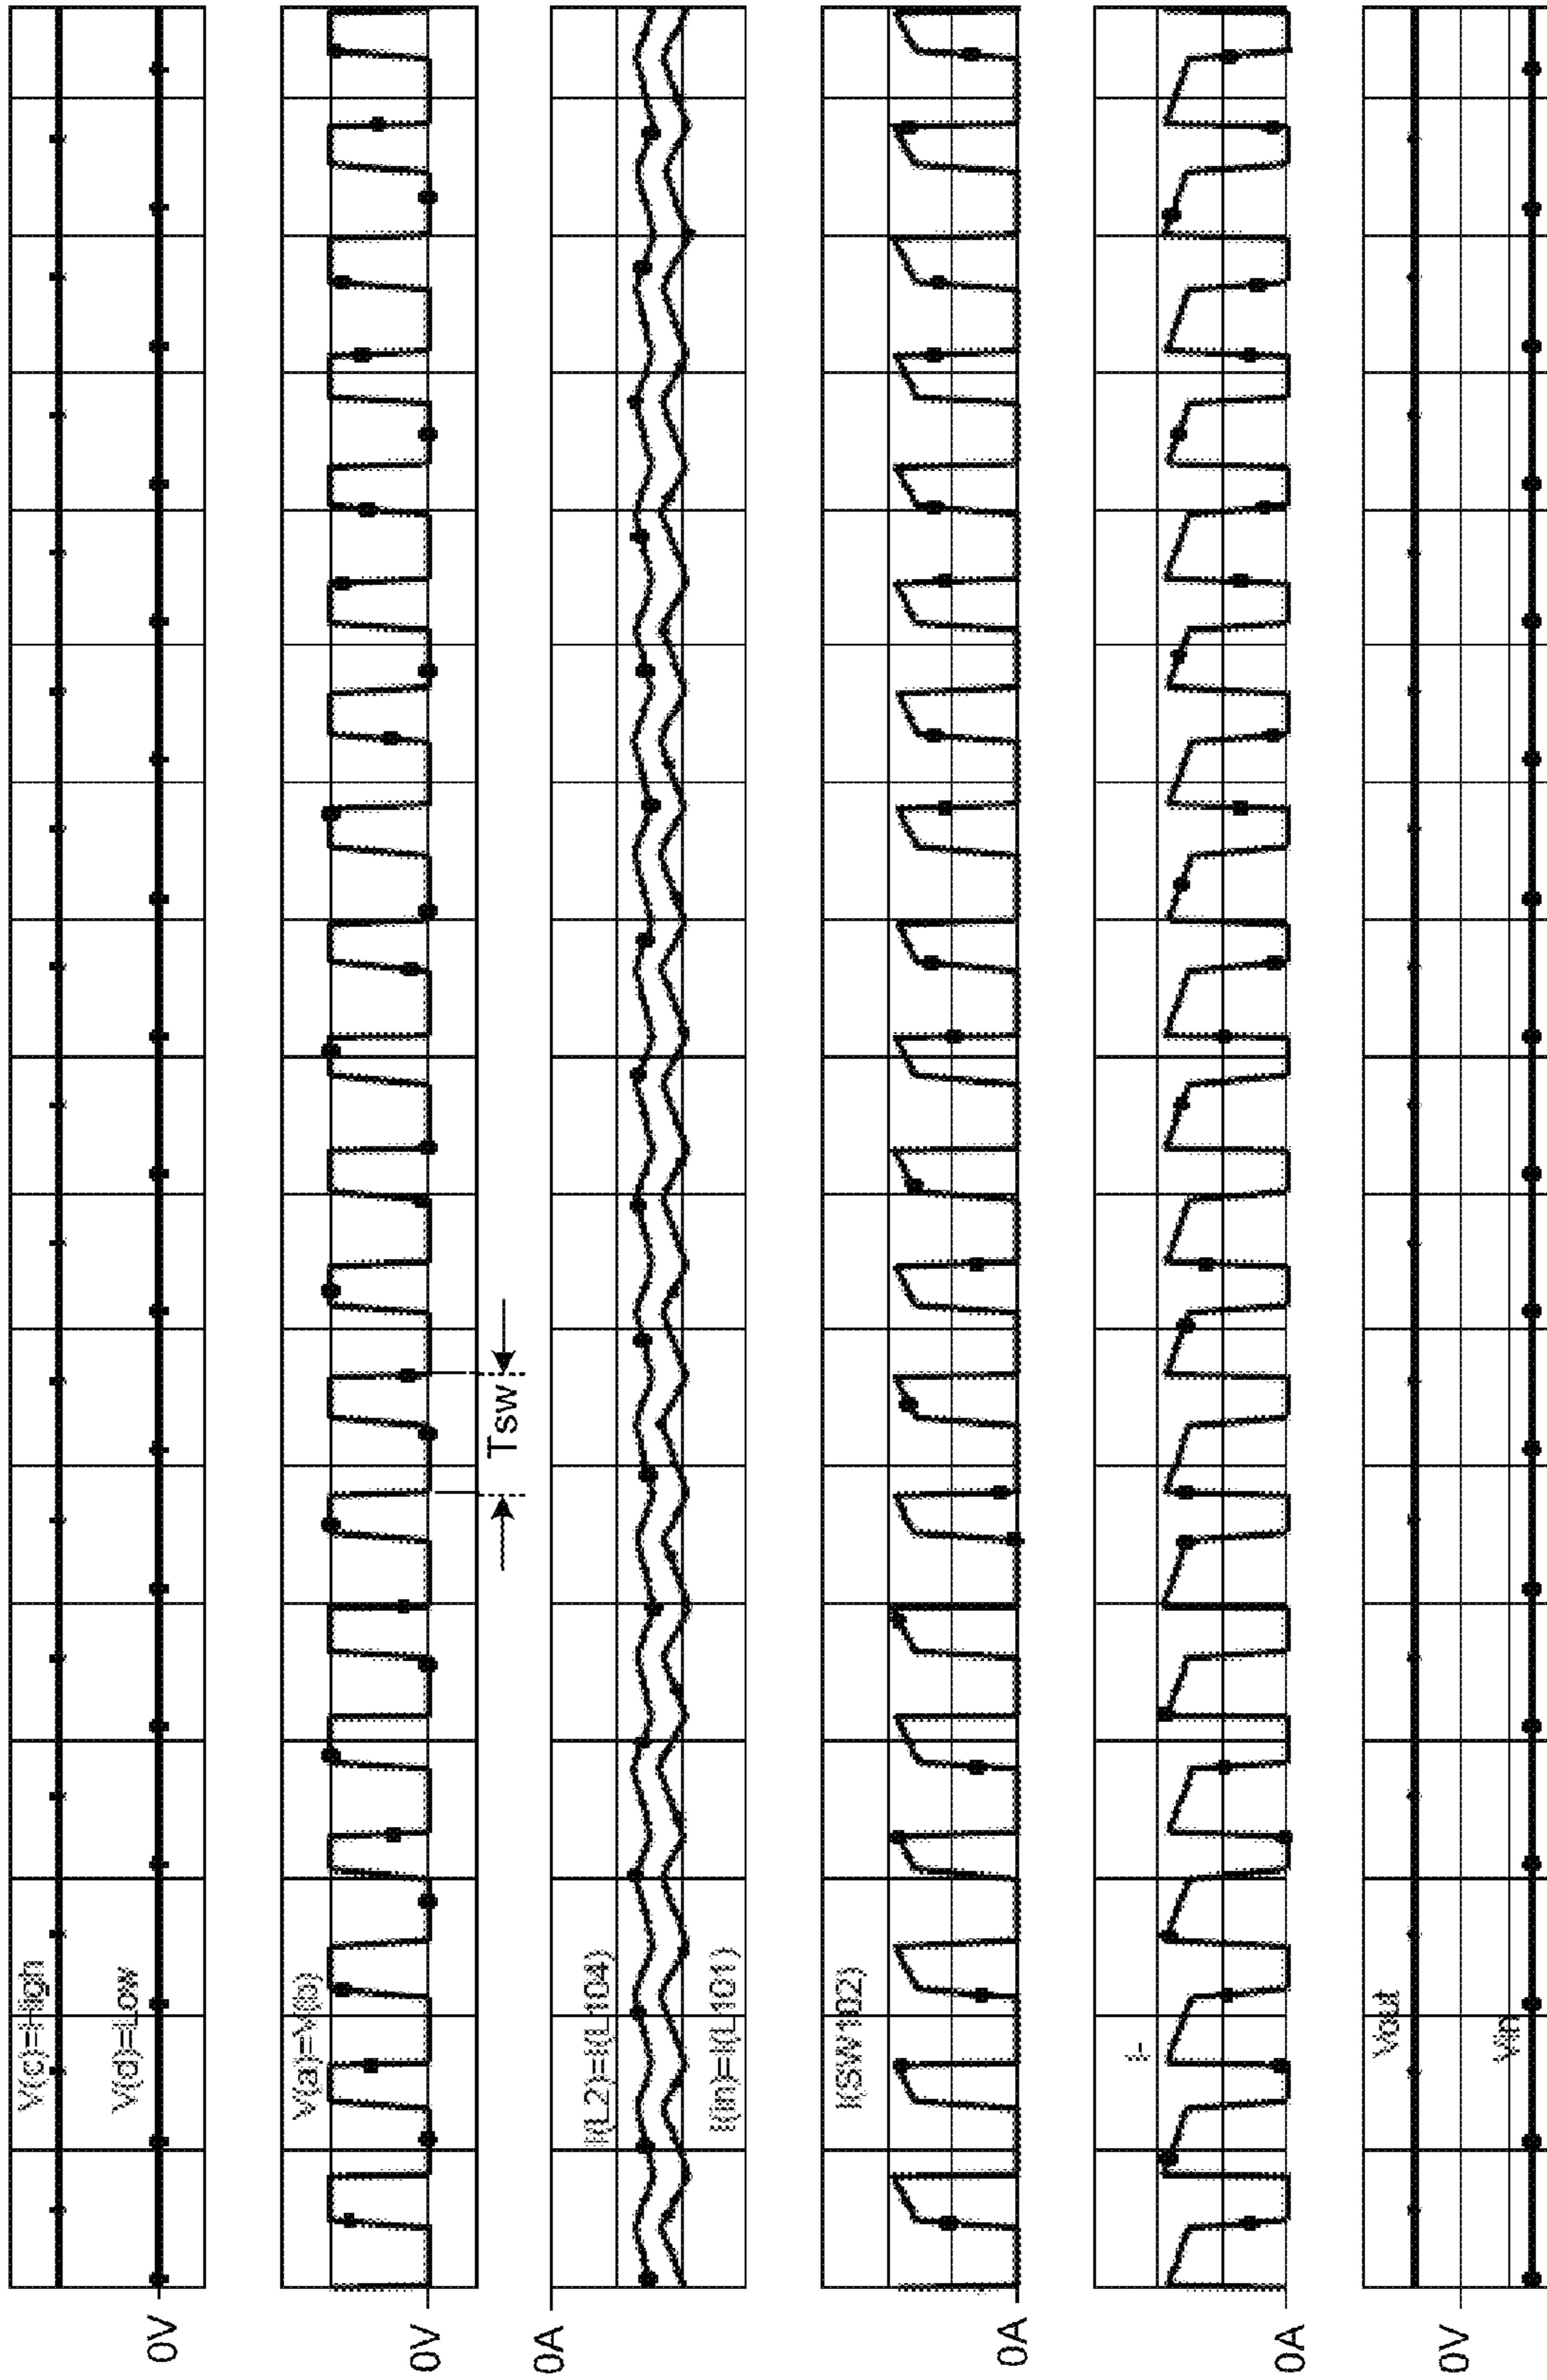 V(c)=High
V(d)=Low
0V
V(a)=V(b)
0V
Tsw
0A
I(L2)=I(L104)
I(in)=I(L101)
I(SW102)
0A
0A
Vout
0V
Vin